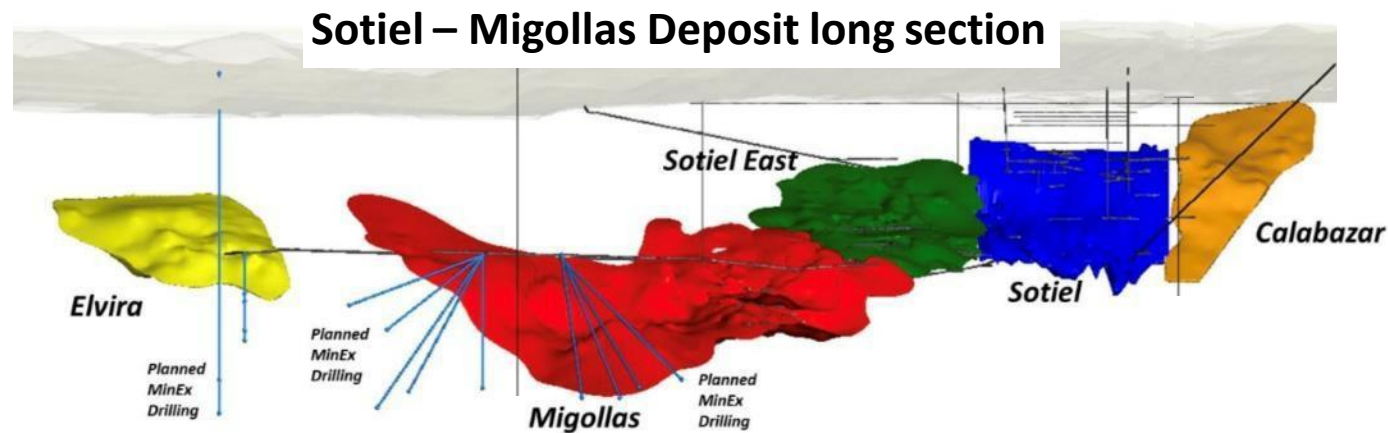 Sotiel – Migollas Deposit long section
Sotiel East
Calabazar
Elvira
Sotiel
Planned
MinEx
Drilling
Planned
MinEx
Drilling
Planned
MinEx
Drilling
Migollas